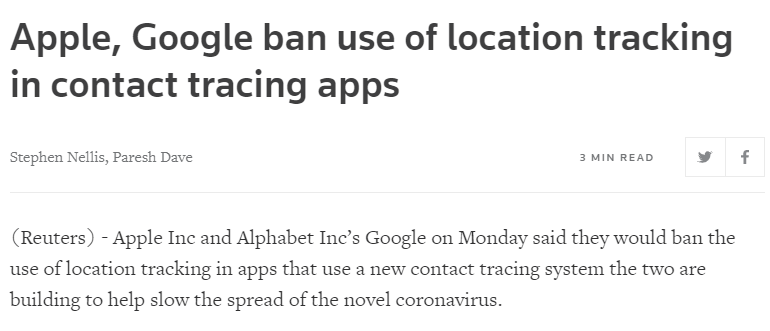 Apple, Google ban use of location tracking
in contact tracing apps
Stephen Nellis, Paresh Dave
3 MIN READ
(Reuters) - Apple Inc and Alphabet Inc’s Google on Monday said they would ban the
use of location tracking in apps that use a new contact tracing system the two are
building to help slow the spread of the novel coronavirus.